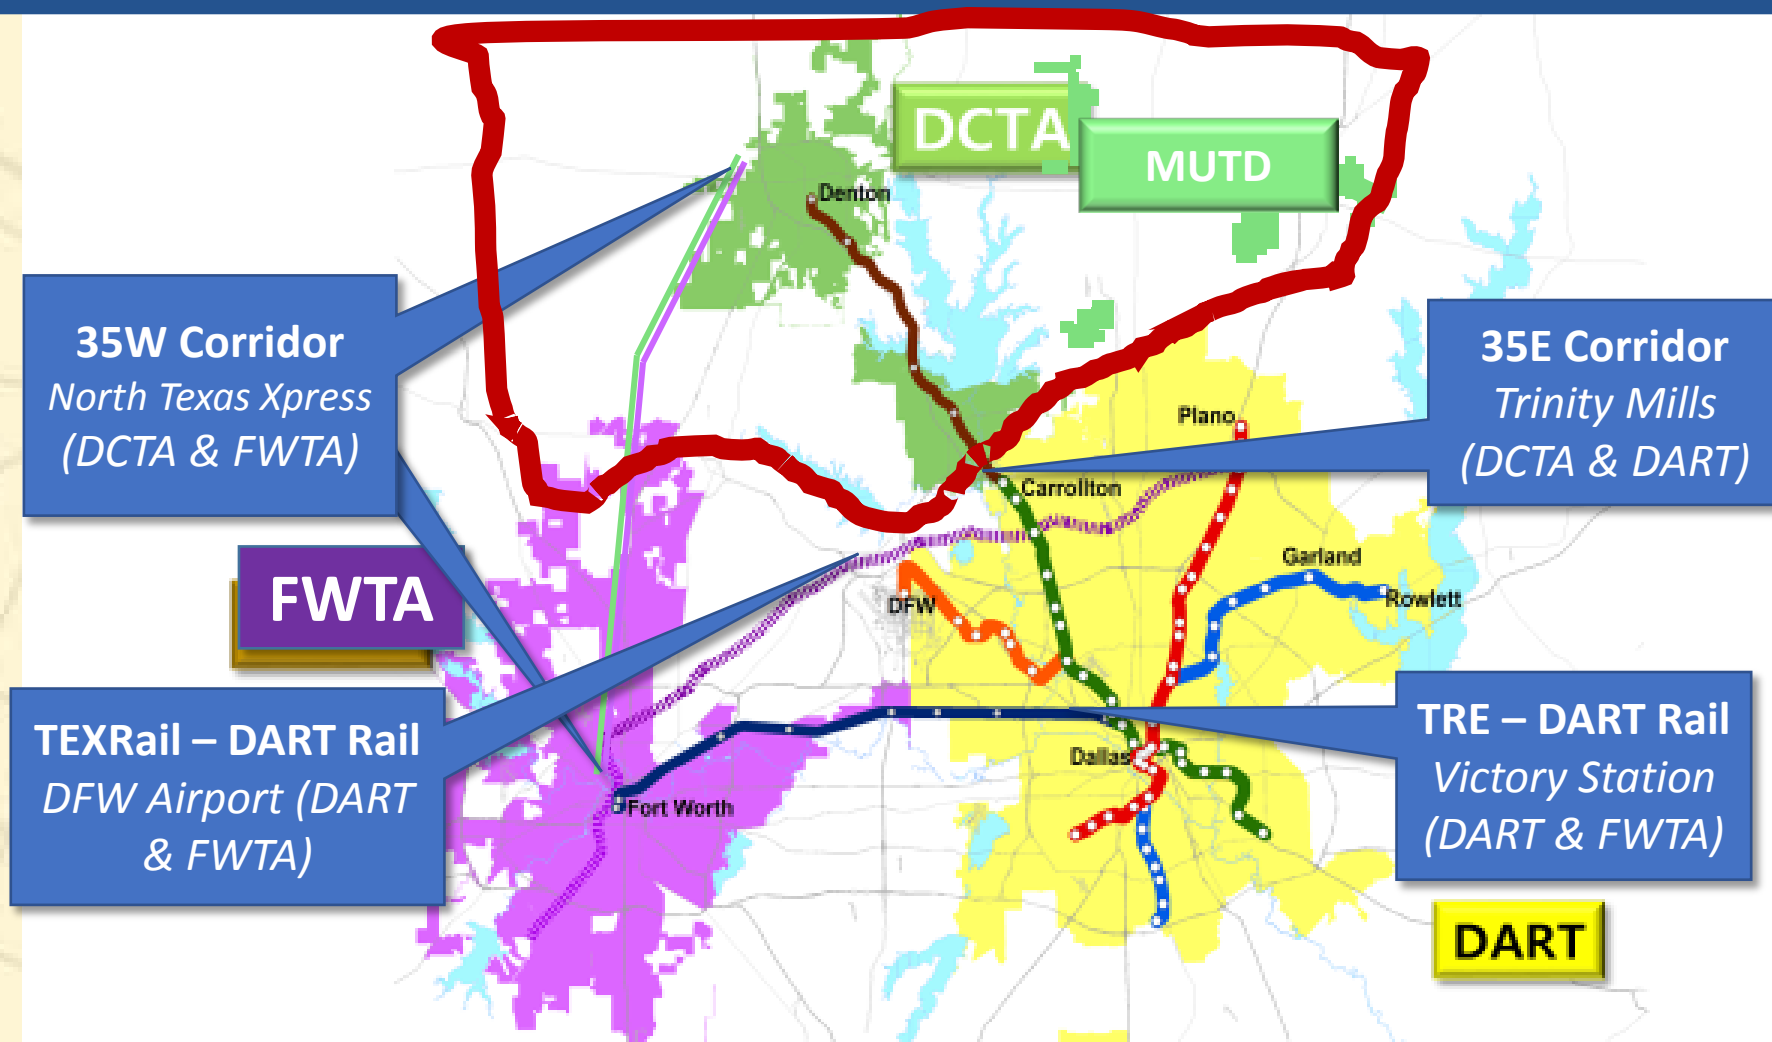 DCTA
MUTD
Denton
35W Corridor
North Texas Xpress
(DCTA & FWTA)
35E Corridor
Trinity Mills
(DCTA & DART)
Plano
Carrollton
FWTA
Garland
DFW
Rowlett
TEXRail – DART Rail
DFW Airport (DART
& FWTA)
TRE – DART Rail
Victory Station
(DART & FWTA)
Dallas
Fort Worth
DART